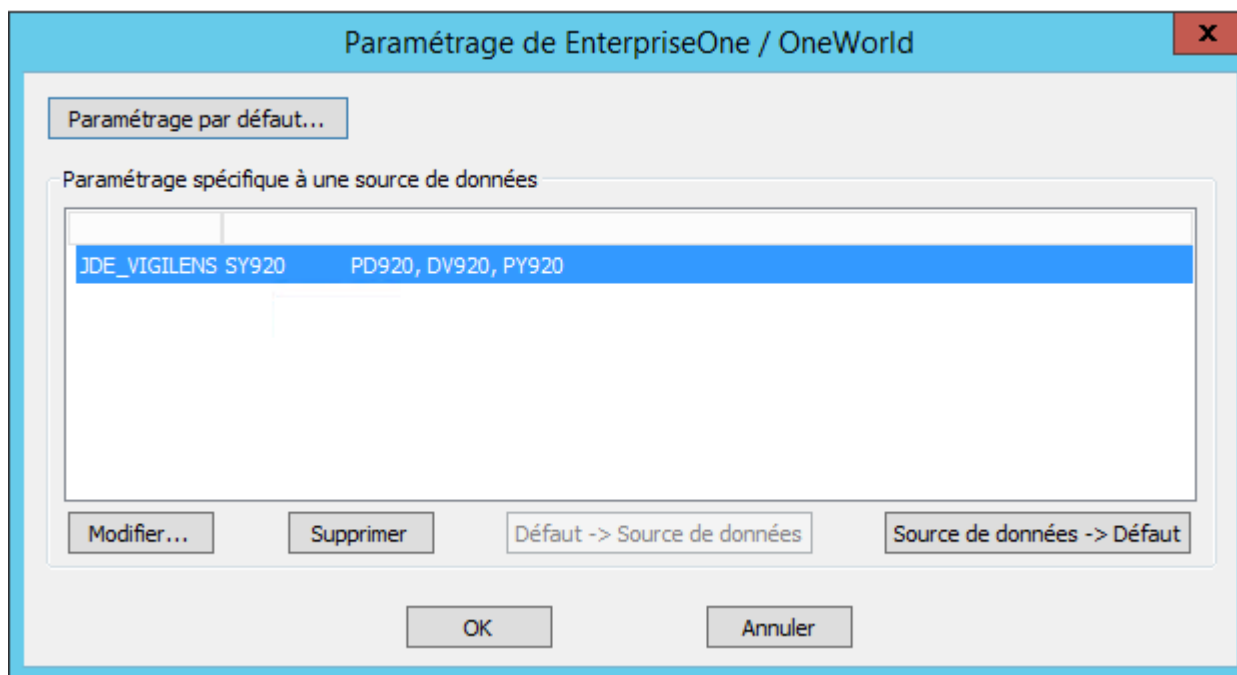 Paramétrage de EnterpriseOne / OneWorld
x
Paramétrage par défaut...
Paramétrage spécifique à une source de données
JDE_VIGILENS SY920 PD920, DV920, PY920
Modifier... Supprimer Défaut -> Source de données Source de données -> Défaut
OK Annuler